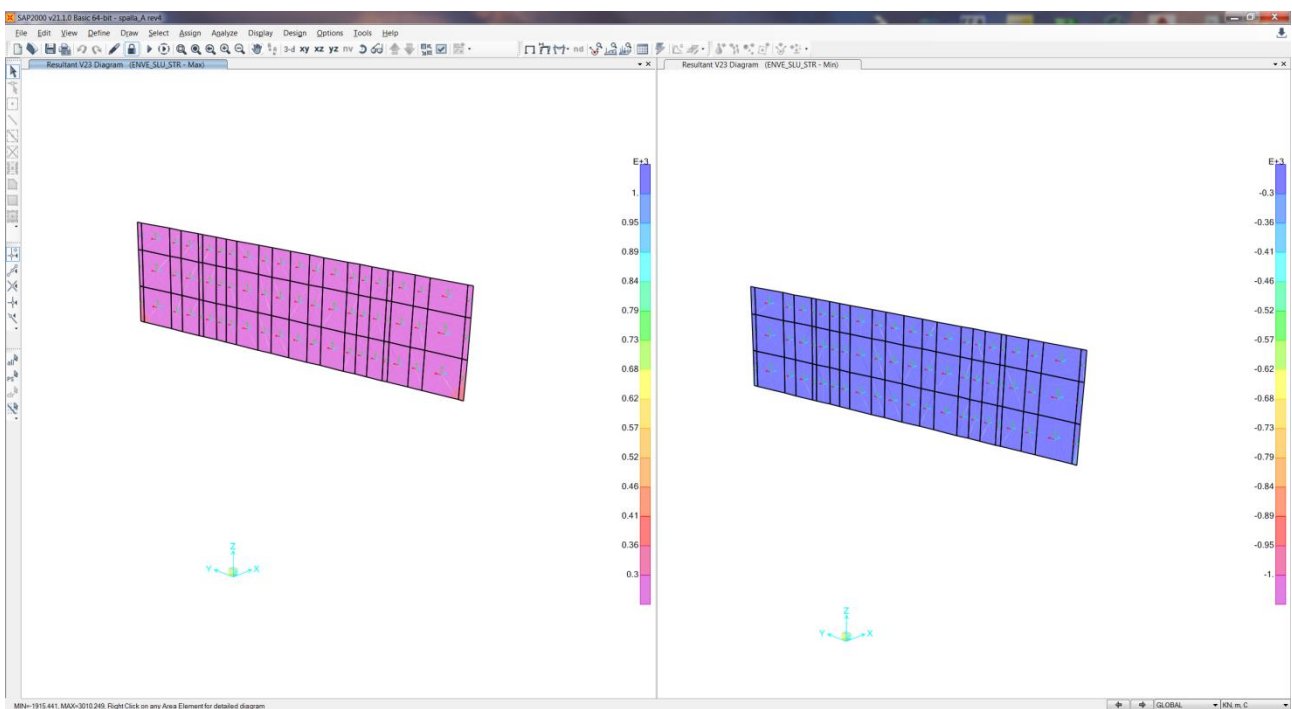 SAP2000 v21.1.0 Basic 64-bit - spalla_A rev4
File Edit View Define Draw Select Assign Analyze Display Design Options Tools Help
3-d xy xz yz nv
nd
Resultant V23 Diagram (ENVE_SLU_STR - Max)
Resultant V23 Diagram (ENVE_SLU_STR - Min)
all
PS
E+3
1.
0.95
0.89
0.84
0.79
0.73
0.68
0.62
0.57
0.52
0.46
0.41
0.36
0.3
Z
Y X
E+3
-0.3
-0.36
-0.41
-0.46
-0.52
-0.57
-0.62
-0.68
-0.73
-0.79
-0.84
-0.89
-0.95
-1.
Z
Y X
MIN=-1915.441, MAX=3010.249, Right Click on any Area Element for detailed diagram
GLOBAL
KN, m, C